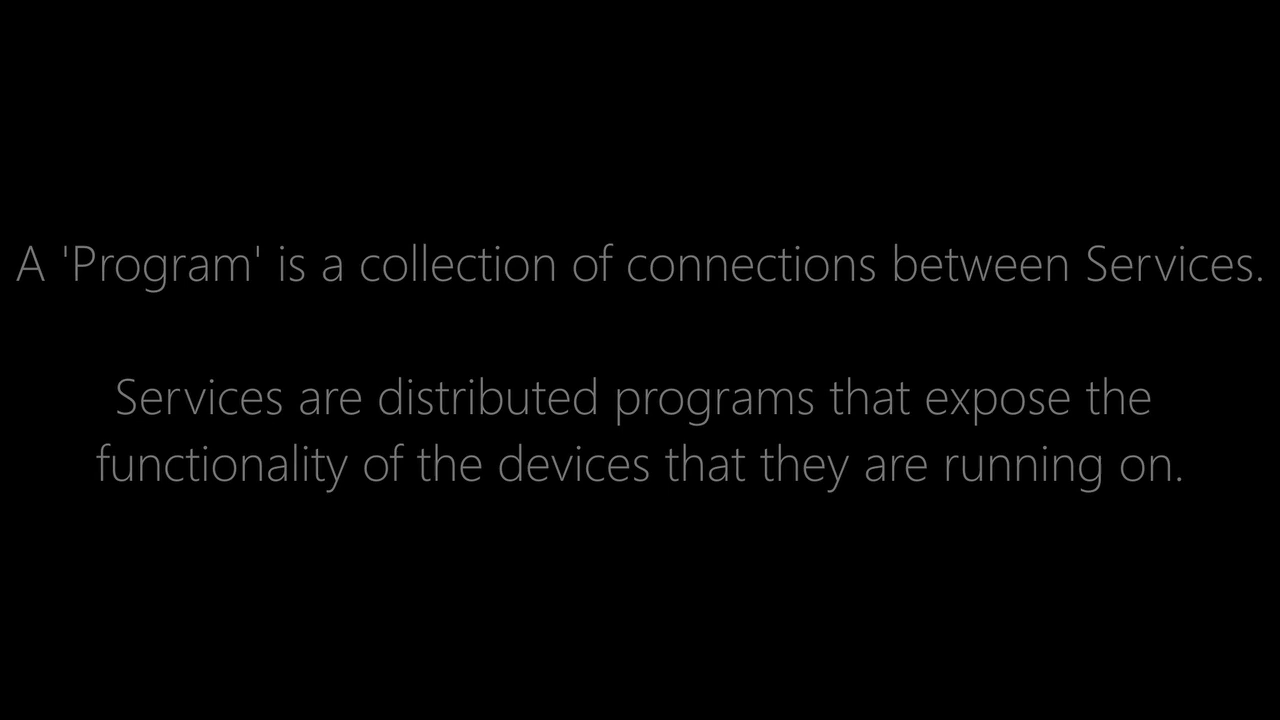 A 'Program' is a collection of connections between Services.
Services are distributed programs that expose the
functionality of the devices that they are running on.